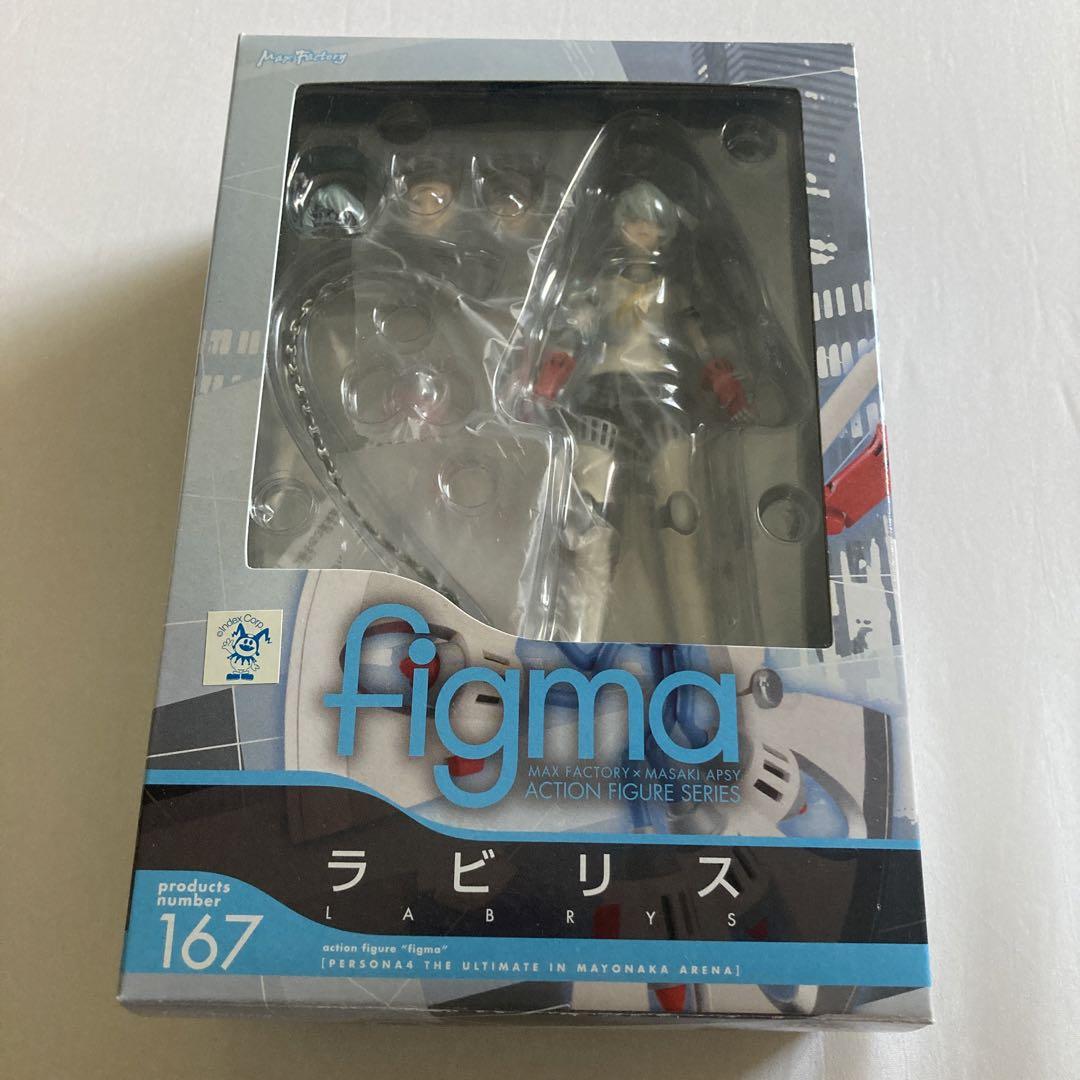 Max Factory
©Index Corp
figma
MAX FACTORY × MASAKI APSY
ACTION FIGURE SERIES
ラビリス
LABRYS
products
number
167
action figure "figma"
[PERSONA4 THE ULTIMATE IN MAYONAKA ARENA]